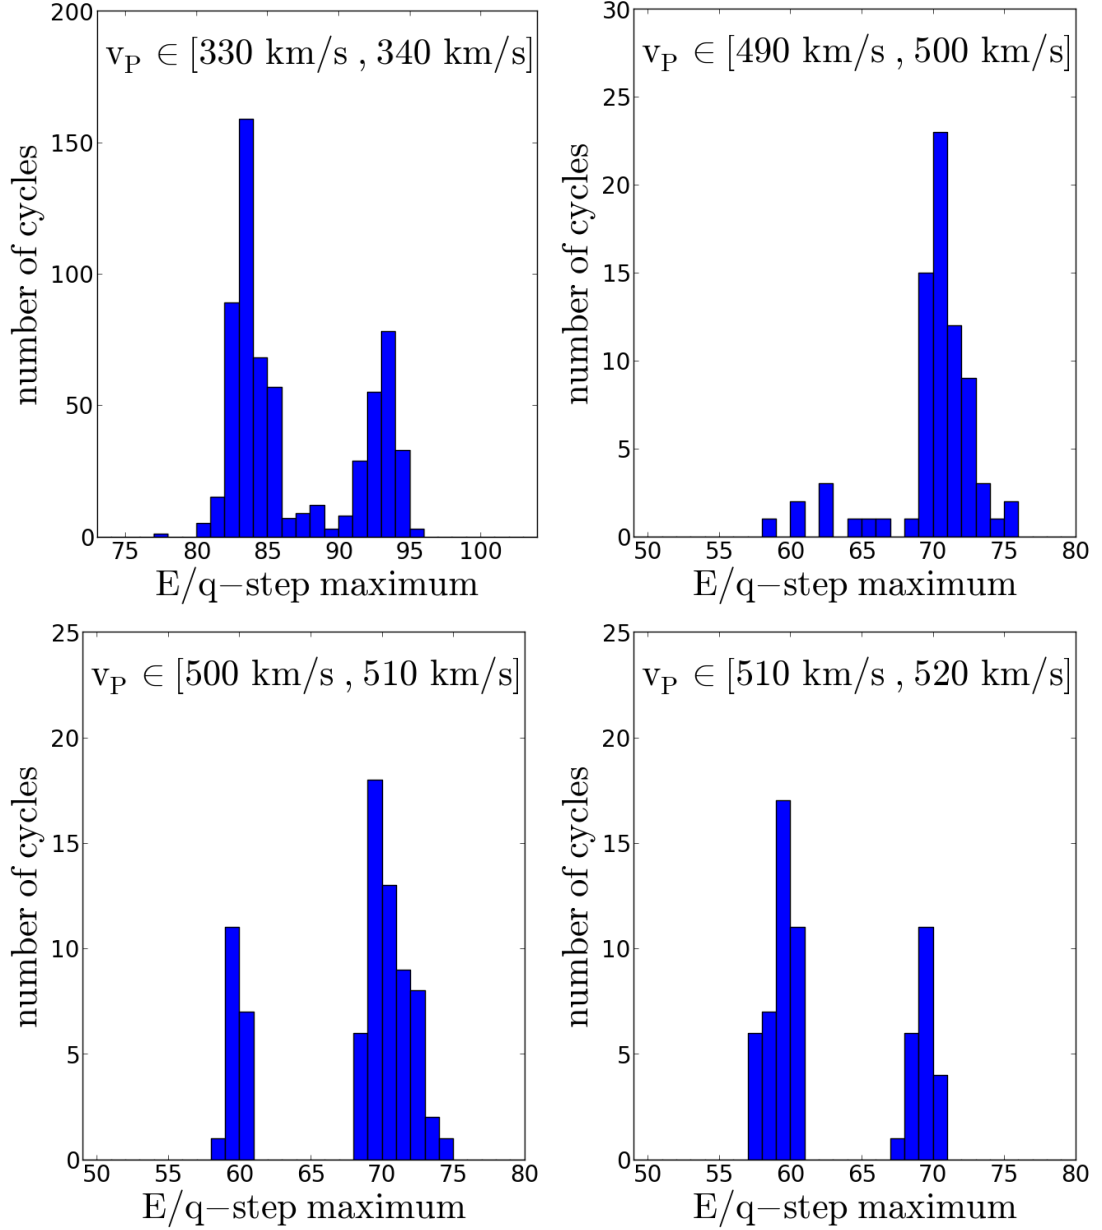 v_P ∈ [330 km/s , 340 km/s]
200
150
100
50
0
75 80 85 90 95 100
number of cycles
E/q−step maximum
v_P ∈ [490 km/s , 500 km/s]
30
25
20
15
10
5
0
50 55 60 65 70 75 80
number of cycles
E/q−step maximum
v_P ∈ [500 km/s , 510 km/s]
25
20
15
10
5
0
50 55 60 65 70 75 80
number of cycles
E/q−step maximum
v_P ∈ [510 km/s , 520 km/s]
25
20
15
10
5
0
50 55 60 65 70 75 80
number of cycles
E/q−step maximum